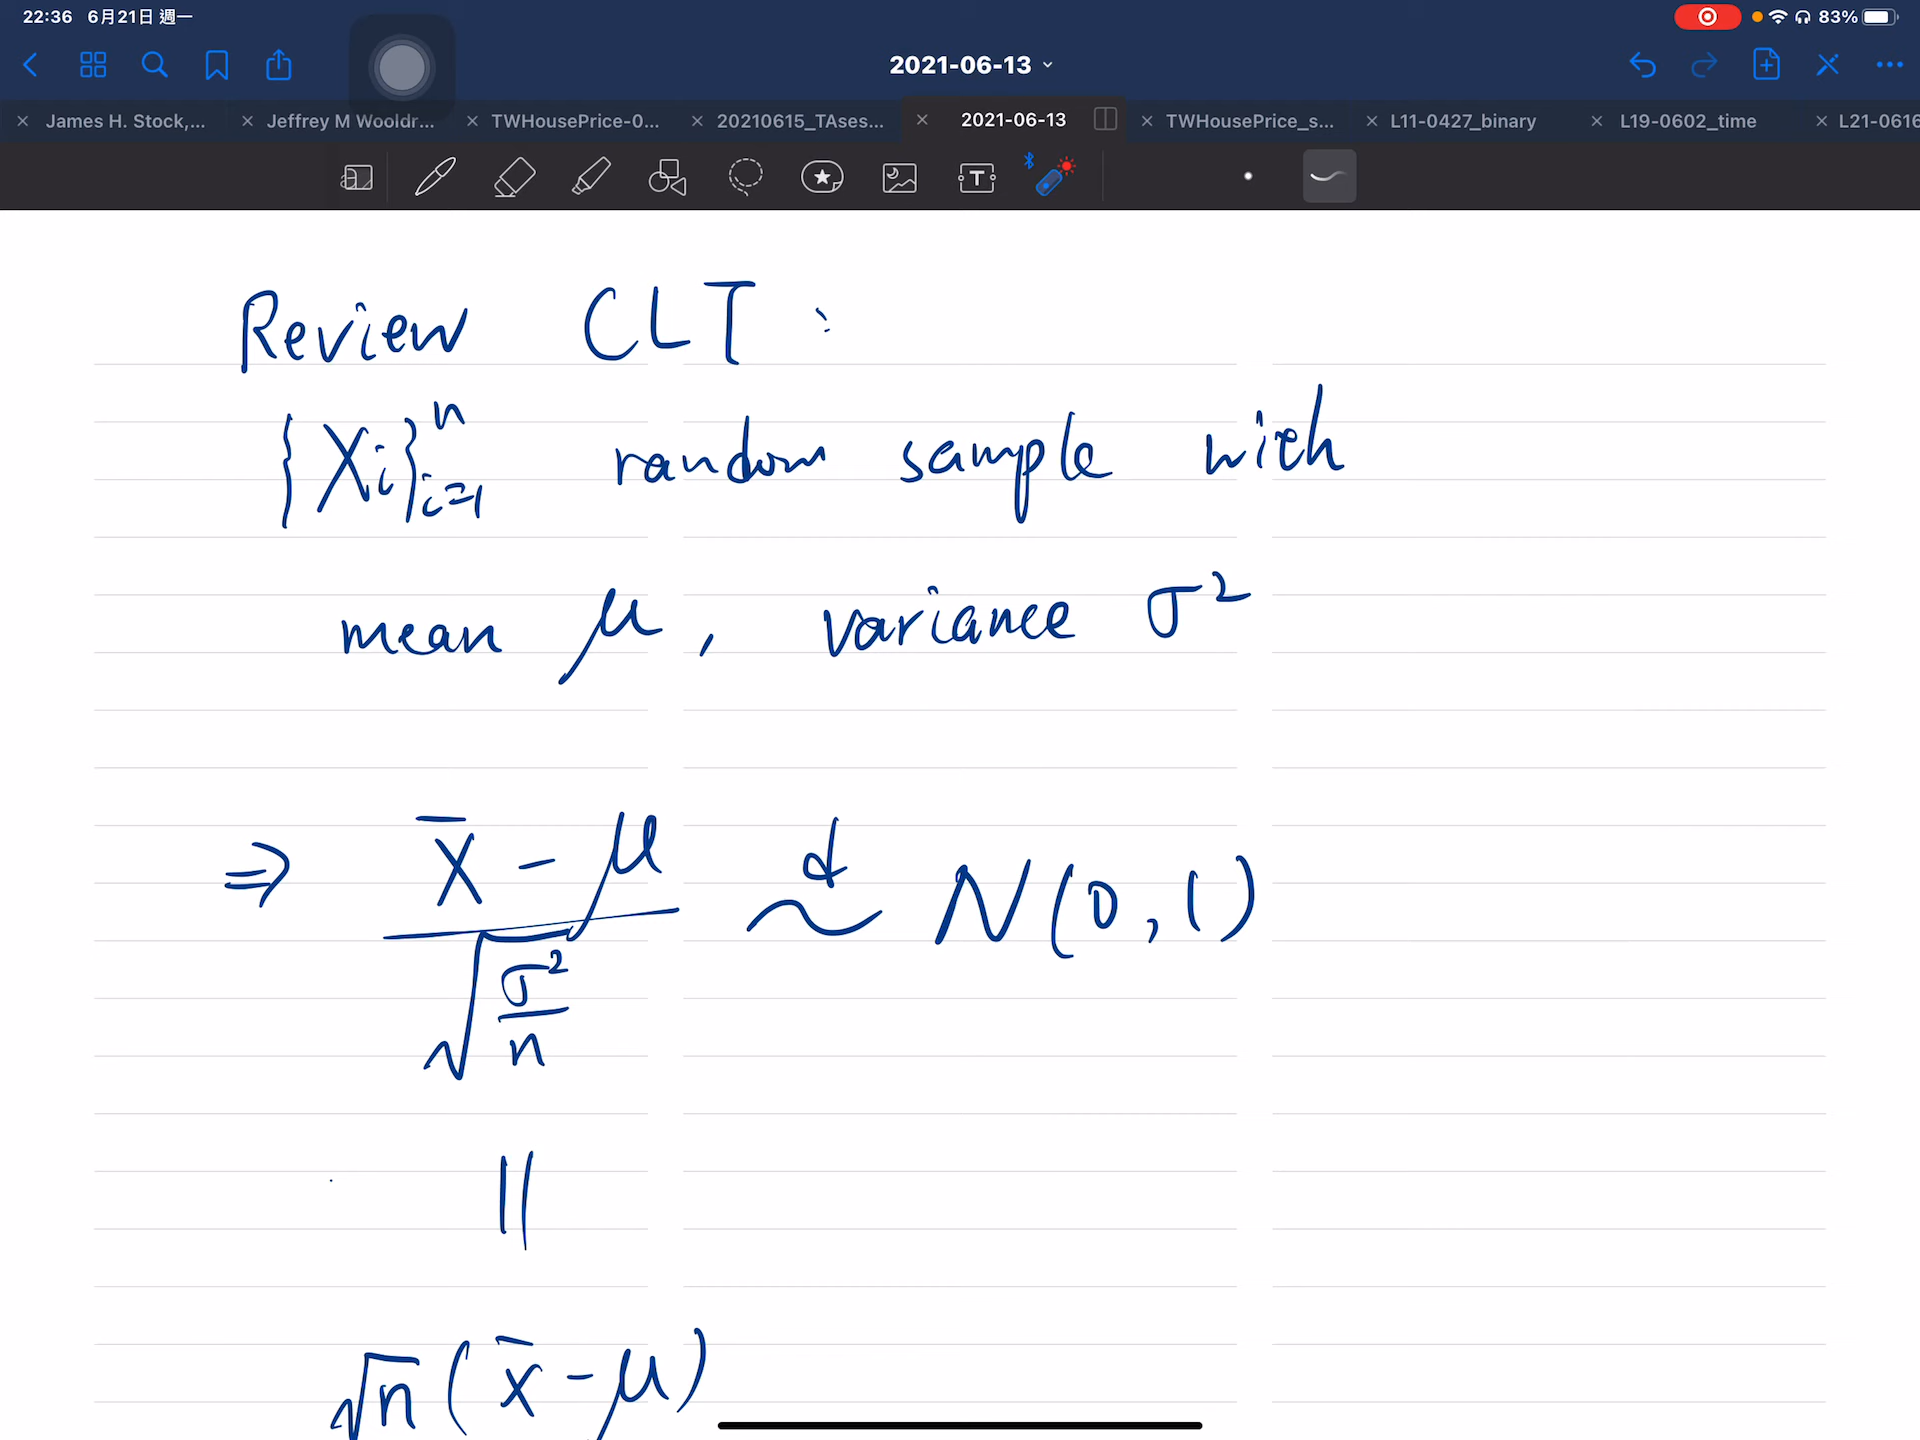 22:36 6月21日 週一 83%
2021-06-13
James H. Stock,... Jeffrey M Wooldr... TWHousePrice-0... 20210615_TAses... 2021-06-13 TWHousePrice_s... L11-0427_binary L19-0602_time L21-0616
Review CLT :
{Xi}ⁿᵢ₌₁ random sample with
mean μ, variance σ²
⇒ (X̄ - μ) / √(σ²/n) ~ᵈ N(0,1)
||
√n (x̄ - μ)